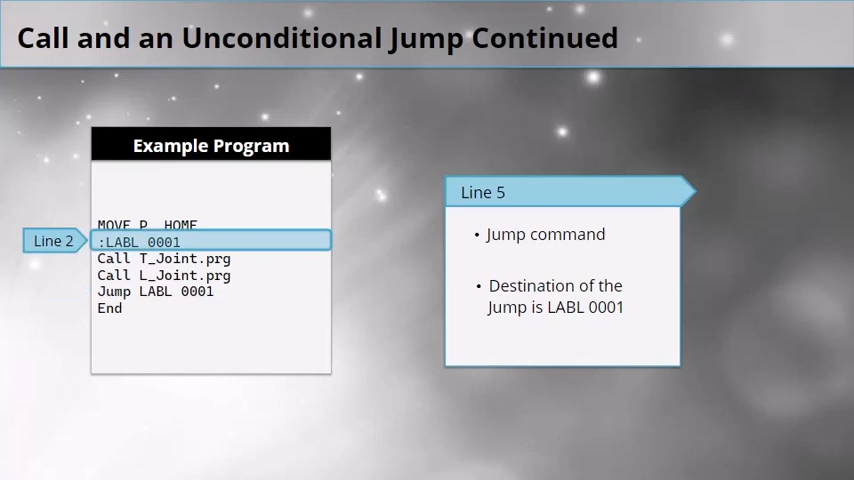 Call and an Unconditional Jump Continued
Example Program
MOVE P HOME
Line 2
:LABL 0001
Call T_Joint.prg
Call L_Joint.prg
Jump LABL 0001
End
Line 5
• Jump command
• Destination of the
Jump is LABL 0001